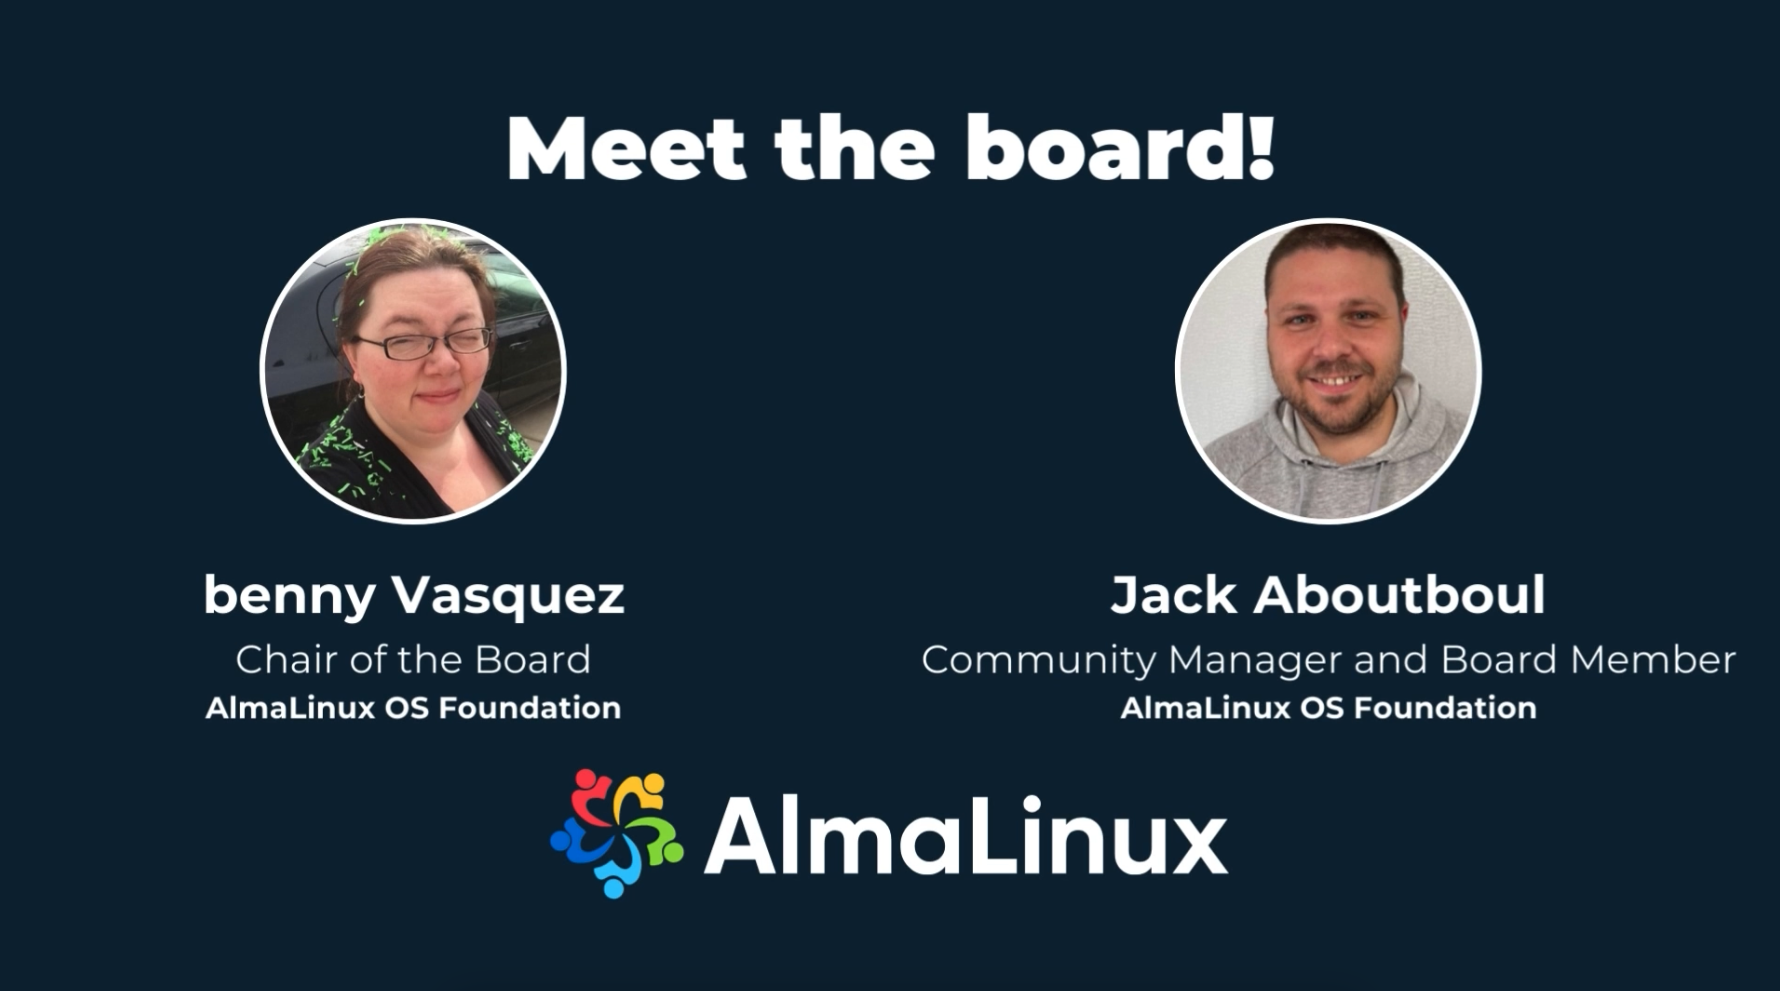 Meet the board!
benny Vasquez
Chair of the Board
AlmaLinux OS Foundation
Jack Aboutboul
Community Manager and Board Member
AlmaLinux OS Foundation
AlmaLinux